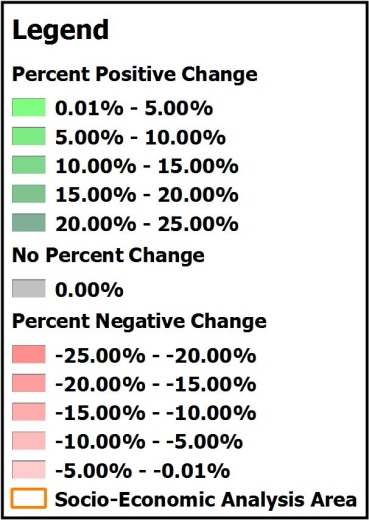 Legend
Percent Positive Change
0.01% - 5.00%
5.00% - 10.00%
10.00% - 15.00%
15.00% - 20.00%
20.00% - 25.00%
No Percent Change
0.00%
Percent Negative Change
-25.00% - -20.00%
-20.00% - -15.00%
-15.00% - -10.00%
-10.00% - -5.00%
-5.00% - -0.01%
Socio-Economic Analysis Area